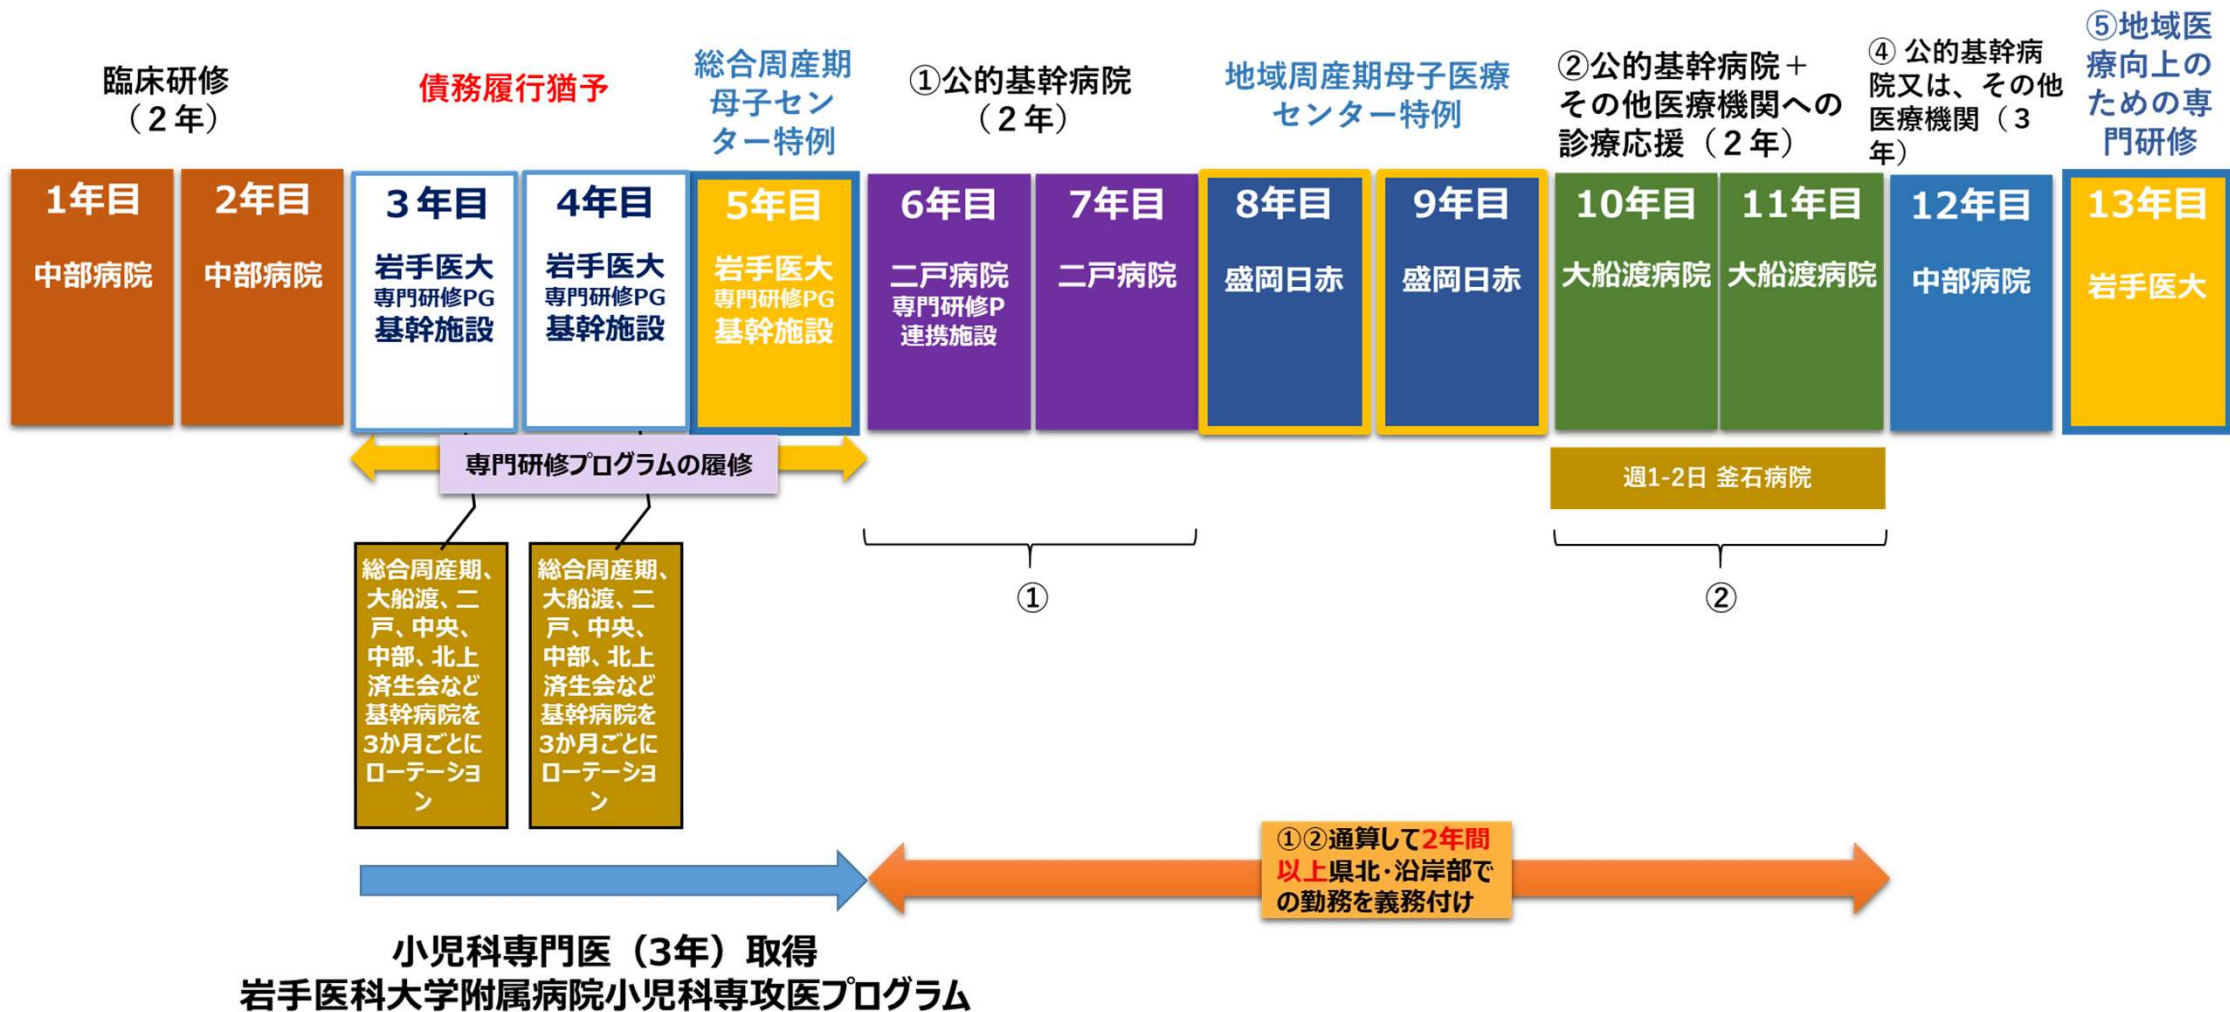 臨床研修
（２年）
債務履行猶予
総合周産期
母子セン
ター特例
①公的基幹病院
（２年）
地域周産期母子医療
センター特例
②公的基幹病院＋
その他医療機関への
診療応援（２年）
④ 公的基幹病
院又は、その他
医療機関（３
年）
⑤地域医
療向上の
ための専
門研修
1年目
中部病院
2年目
中部病院
３年目
岩手医大
専門研修PG
基幹施設
4年目
岩手医大
専門研修PG
基幹施設
5年目
岩手医大
専門研修PG
基幹施設
6年目
二戸病院
専門研修P
連携施設
7年目
二戸病院
8年目
盛岡日赤
9年目
盛岡日赤
10年目
大船渡病院
11年目
大船渡病院
12年目
中部病院
13年目
岩手医大
専門研修プログラムの履修
週1-2日 釜石病院
総合周産期、
大船渡、二
戸、中央、
中部、北上
済生会など
基幹病院を
3か月ごとに
ローテーショ
ン
総合周産期、
大船渡、二
戸、中央、
中部、北上
済生会など
基幹病院を
3か月ごとに
ローテーショ
ン
①
②
①②通算して2年間
以上県北・沿岸部で
の勤務を義務付け
小児科専門医（3年）取得
岩手医科大学附属病院小児科専攻医プログラム